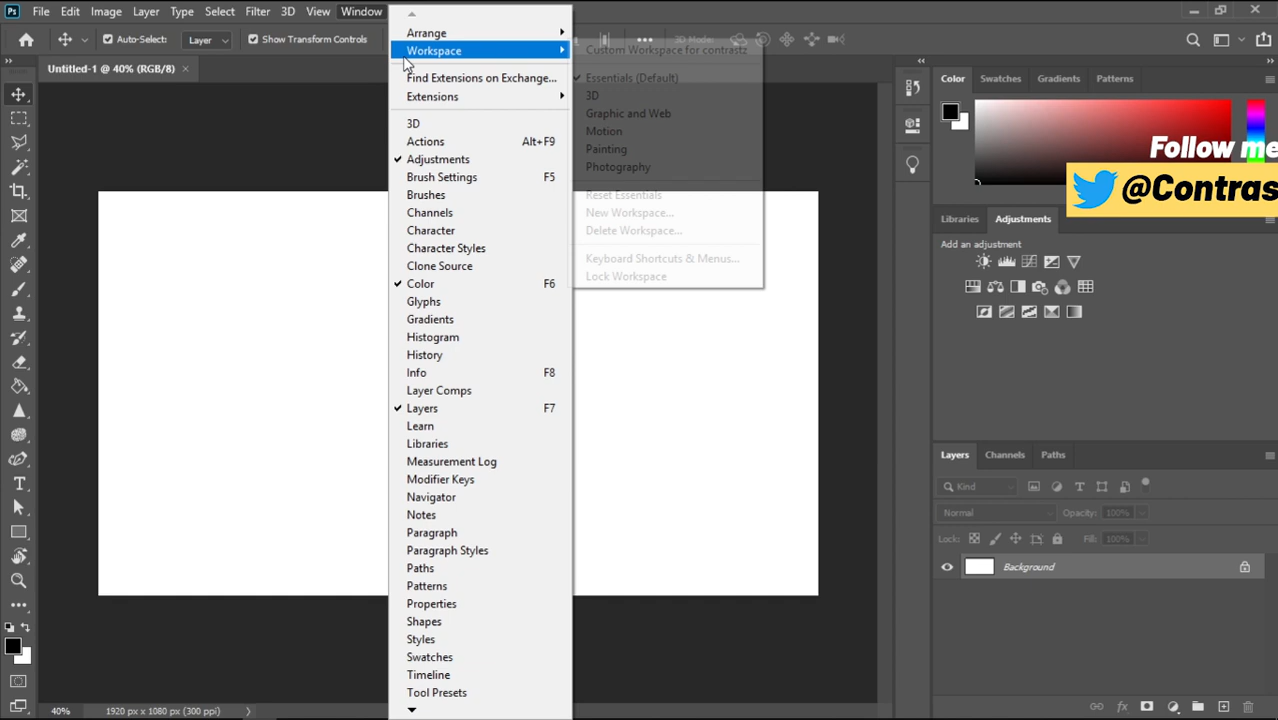 Ps File Edit Image Layer Type Select Filter 3D View Window
Auto-Select: Layer Show Transform Controls 3D Mode:
Untitled-1 @ 40% (RGB/8)
Arrange
Workspace
Find Extensions on Exchange...
Extensions
3D
Actions Alt+F9
Adjustments
Brush Settings F5
Brushes
Channels
Character
Character Styles
Clone Source
Color F6
Glyphs
Gradients
Histogram
History
Info F8
Layer Comps
Layers F7
Learn
Libraries
Measurement Log
Modifier Keys
Navigator
Notes
Paragraph
Paragraph Styles
Paths
Patterns
Properties
Shapes
Styles
Swatches
Timeline
Tool Presets
Custom Workspace for contrastz
Essentials (Default)
3D
Graphic and Web
Motion
Painting
Photography
Reset Essentials
New Workspace...
Delete Workspace...
Keyboard Shortcuts & Menus...
Lock Workspace
Color Swatches Gradients Patterns
Follow me
@Contras
Libraries Adjustments
Add an adjustment
Layers Channels Paths
Kind
Normal Opacity: 100%
Lock: Fill: 100%
Background
40% 1920 px x 1080 px (300 ppi)